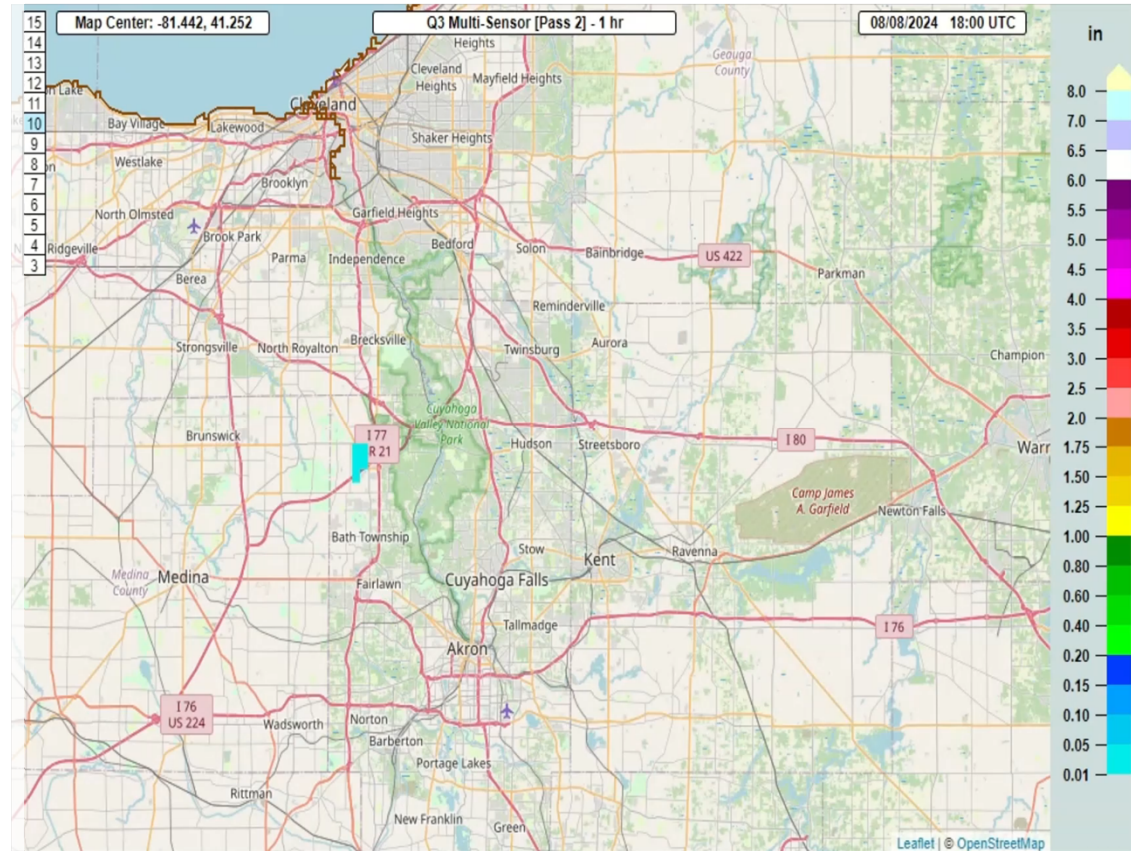 Map Center: -81.442, 41.252
Q3 Multi-Sensor [Pass 2] - 1 hr
08/08/2024 18:00 UTC
in
15
14
13
12
11
10
9
8
7
6
5
4
3
Heights
Geauga
County
Cleveland
Heights
Mayfield Heights
Lake
Cleveland
Bay Village
Lakewood
Shaker Heights
Westlake
Brooklyn
North Olmsted
Garfield Heights
Brook Park
Bedford
Solon
Bainbridge
US 422
Ridgeville
Parma
Independence
Parkman
Berea
Reminderville
Strongsville
North Royalton
Brecksville
Twinsburg
Aurora
Champion
Cuyahoga
Valley National
Park
Brunswick
I 77
R 21
Hudson
Streetsboro
I 80
Warr
Camp James
A. Garfield
Newton Falls
Bath Township
Stow
Kent
Ravenna
Medina
County
Medina
Fairlawn
Cuyahoga Falls
Tallmadge
I 76
Akron
I 76
US 224
Wadsworth
Norton
Barberton
Portage Lakes
Rittman
New Franklin
Green
8.0
7.0
6.5
6.0
5.5
5.0
4.5
4.0
3.5
3.0
2.5
2.0
1.75
1.50
1.25
1.00
0.80
0.60
0.40
0.20
0.15
0.10
0.05
0.01
Leaflet | © OpenStreetMap